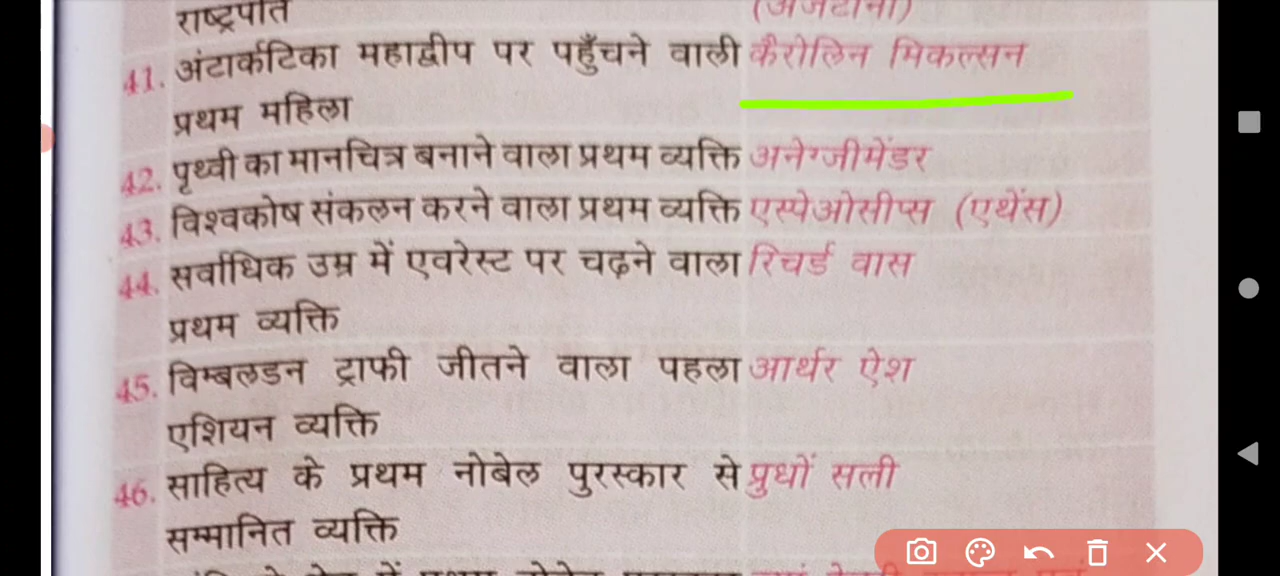 राष्ट्रपति (अर्जेंटीना)
41. अंटार्कटिका महाद्वीप पर पहुँचने वाली कैरोलिन मिकल्सन
प्रथम महिला
42. पृथ्वी का मानचित्र बनाने वाला प्रथम व्यक्ति अनेग्जीमेंडर
43. विश्वकोष संकलन करने वाला प्रथम व्यक्ति एस्पेओसीप्स (एथेंस)
44. सर्वाधिक उम्र में एवरेस्ट पर चढ़ने वाला रिचर्ड वास
प्रथम व्यक्ति
45. विम्बलडन ट्राफी जीतने वाला पहला आर्थर ऐश
एशियन व्यक्ति
46. साहित्य के प्रथम नोबेल पुरस्कार से प्रुधों सली
सम्मानित व्यक्ति